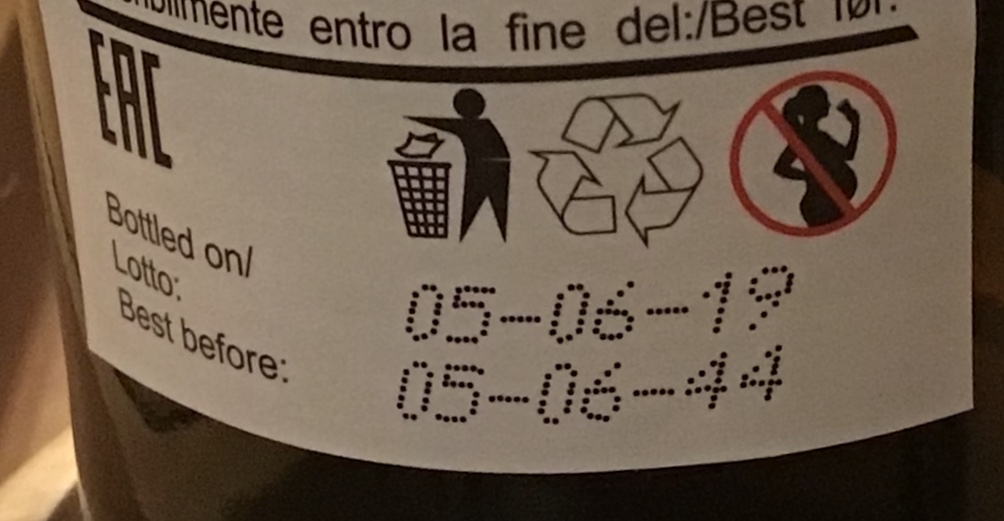 entro la fine del:/Best før:
EAC
Bottled on/
Lotto:
Best before:
05-06-19
05-06-44